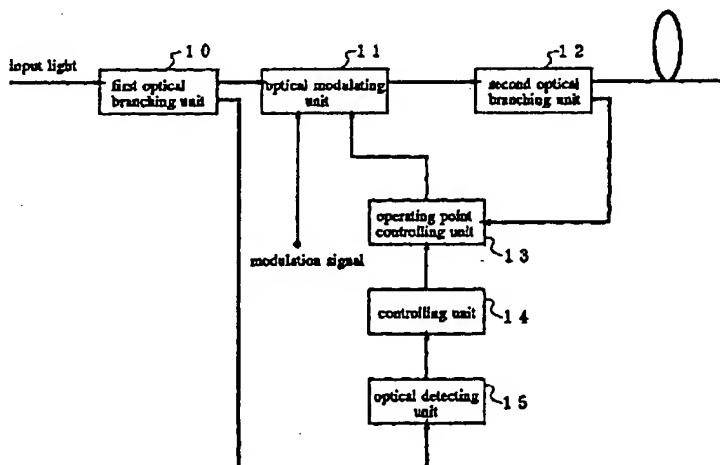 10
11
12
input light
first optical
branching unit
optical modulating
unit
second optical
branching unit
operating point
controlling unit
13
modulation signal
controlling unit
14
optical detecting
unit
15